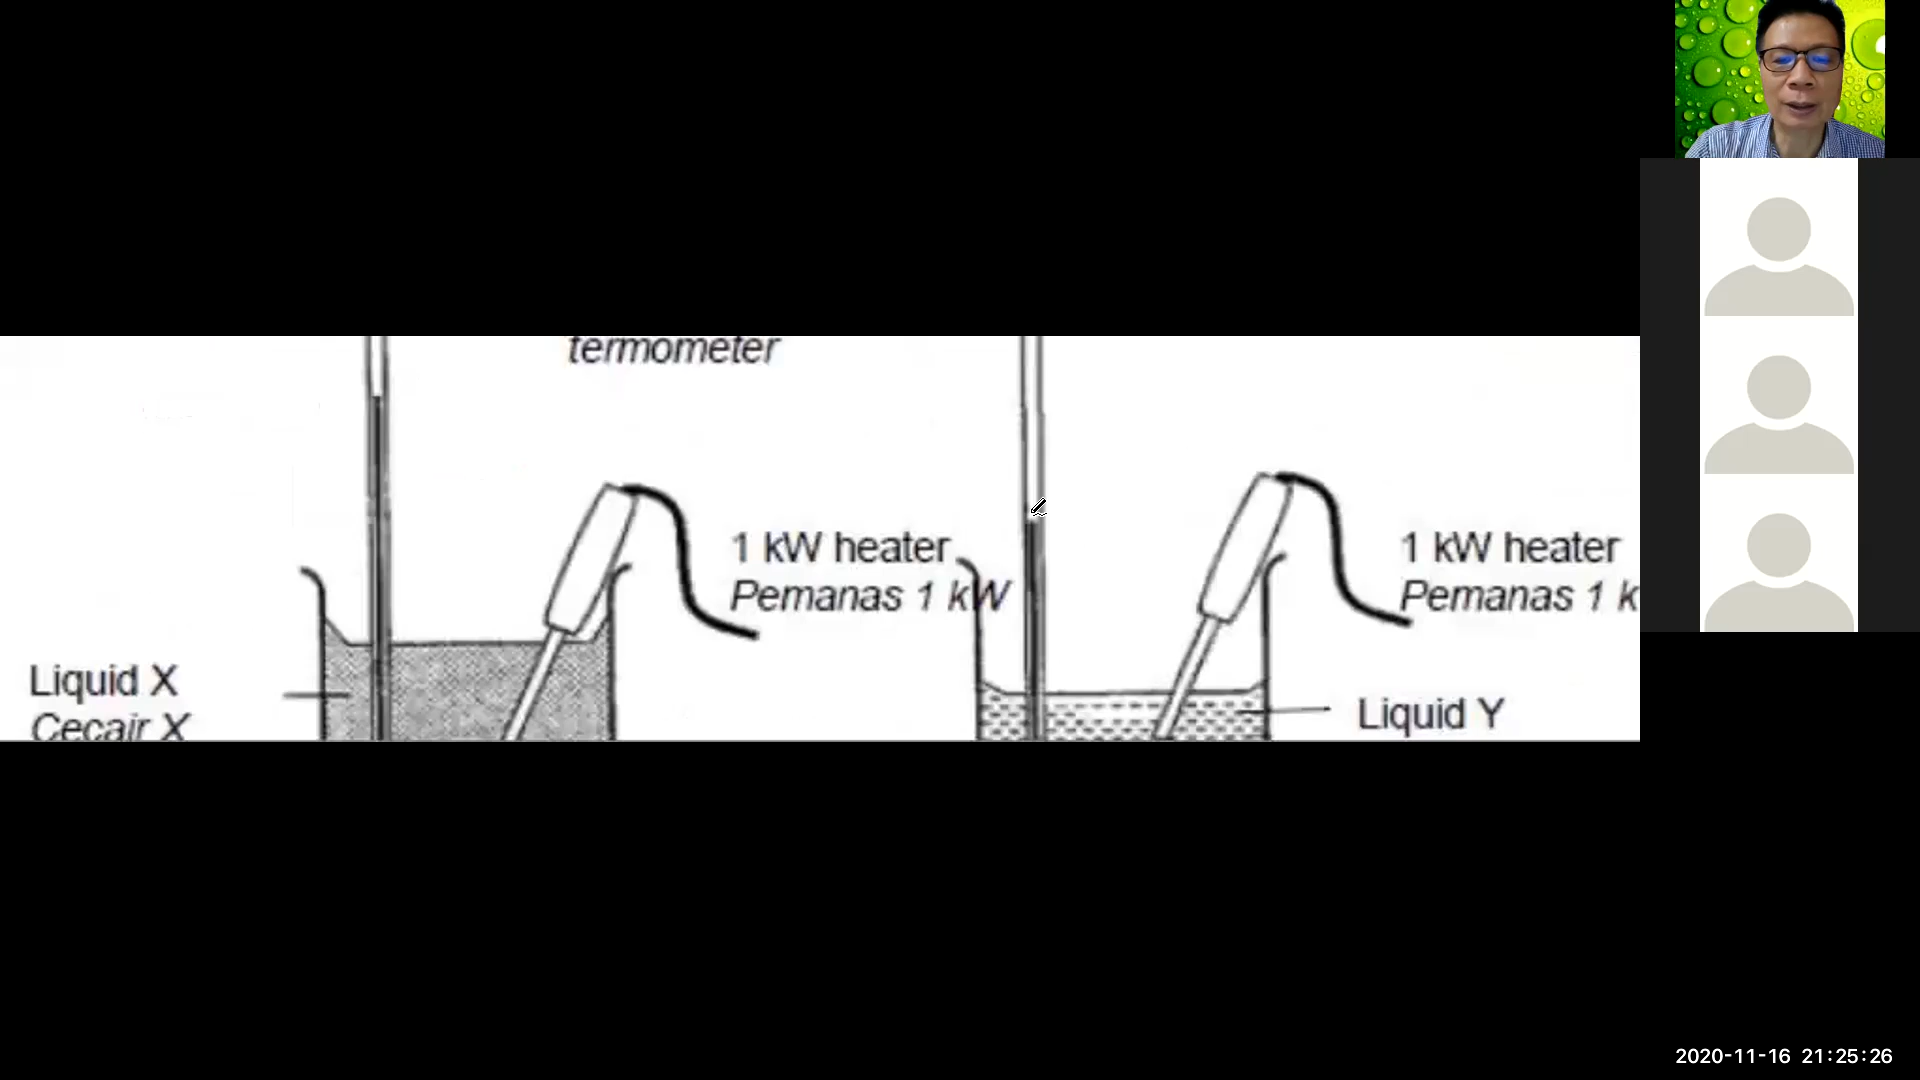 termometer
1 kW heater
Pemanas 1 kW
1 kW heater
Pemanas 1 k
Liquid X
Cecair X
Liquid Y
2020-11-16 21:25:26